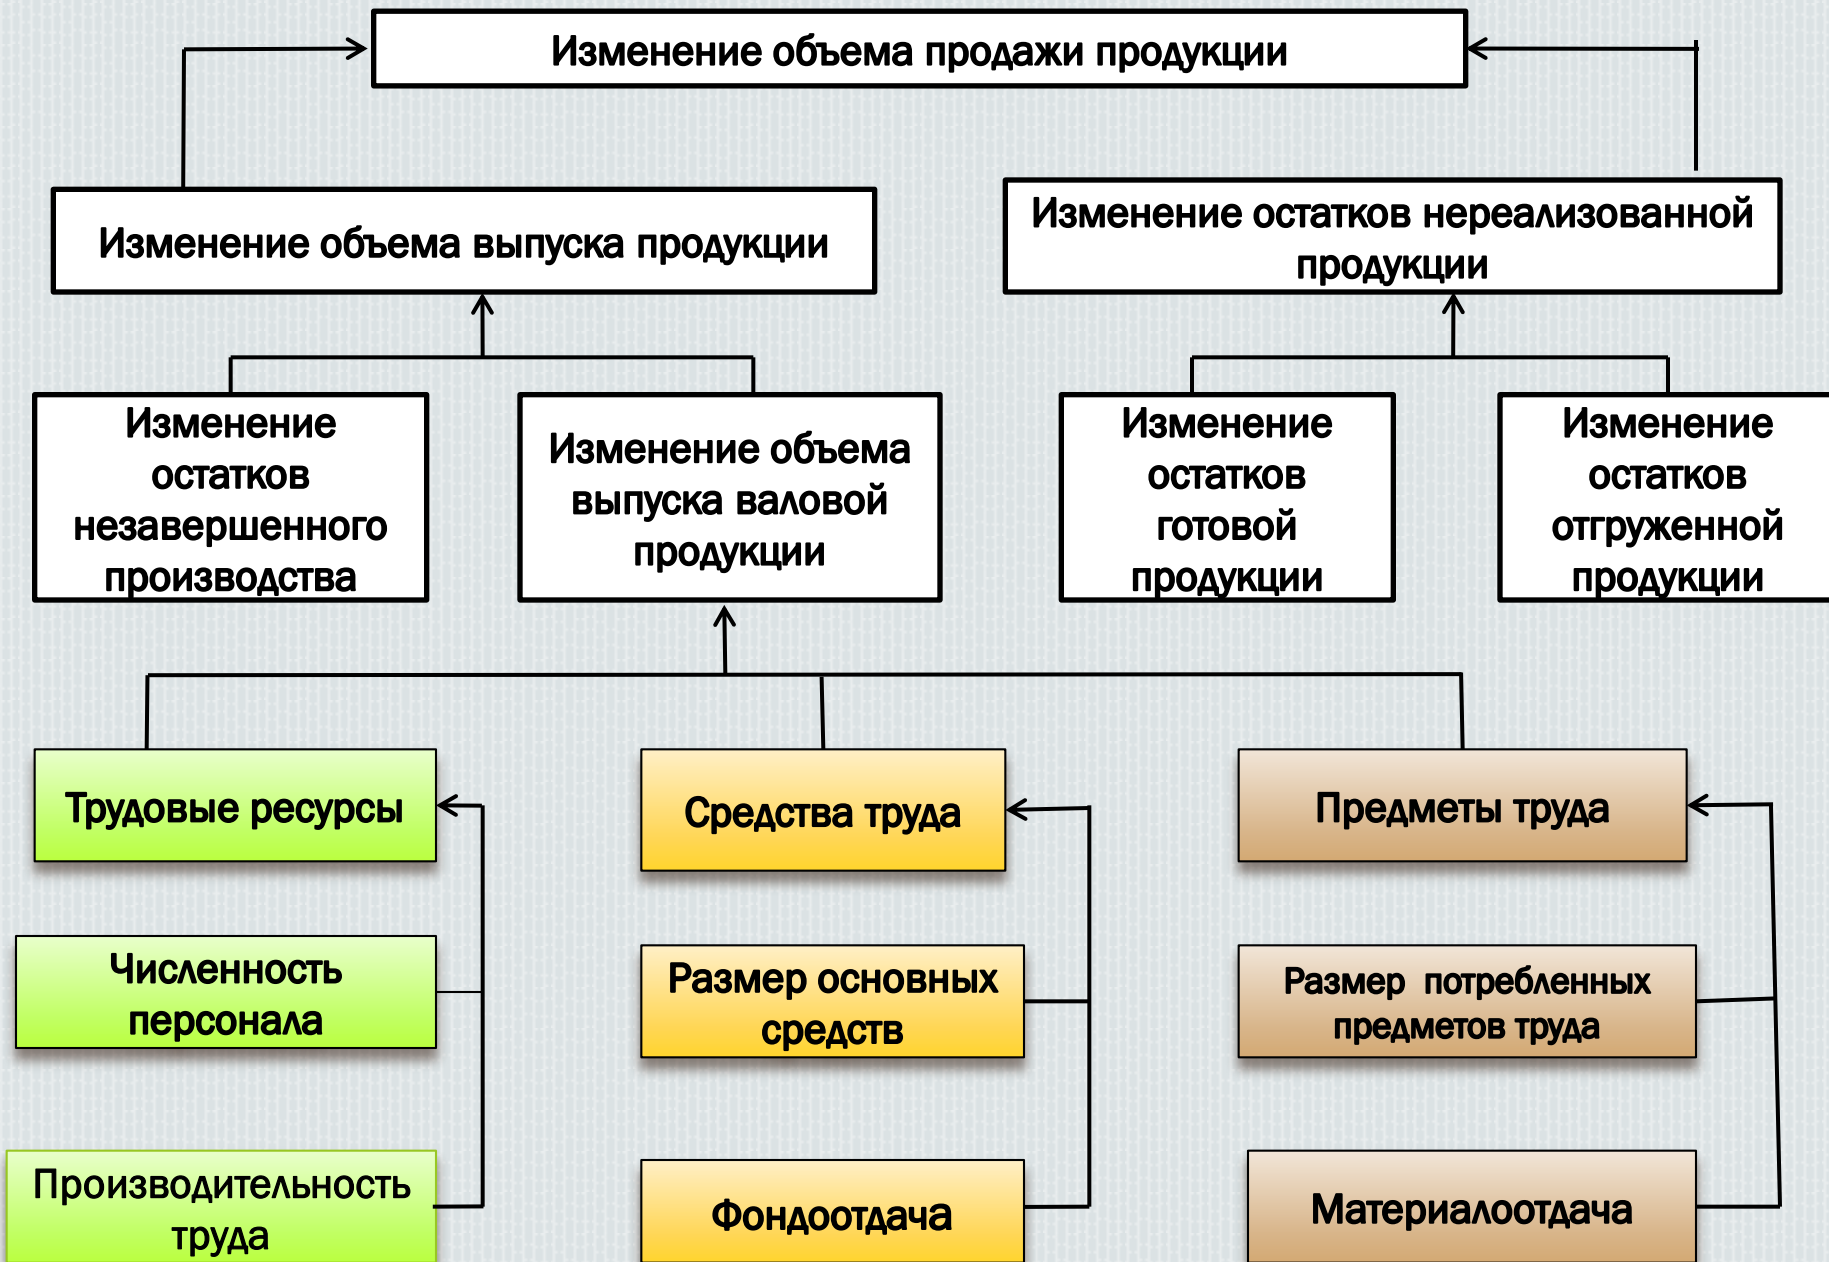 Изменение объема продажи продукции
Изменение объема выпуска продукции
Изменение остатков нереализованной
продукции
Изменение
остатков
незавершенного
производства
Изменение объема
выпуска валовой
продукции
Изменение
остатков
готовой
продукции
Изменение
остатков
отгруженной
продукции
Трудовые ресурсы
Средства труда
Предметы труда
Численность
персонала
Размер основных
средств
Размер потребленных
предметов труда
Производительность
труда
Фондоотдача
Материалоотдача